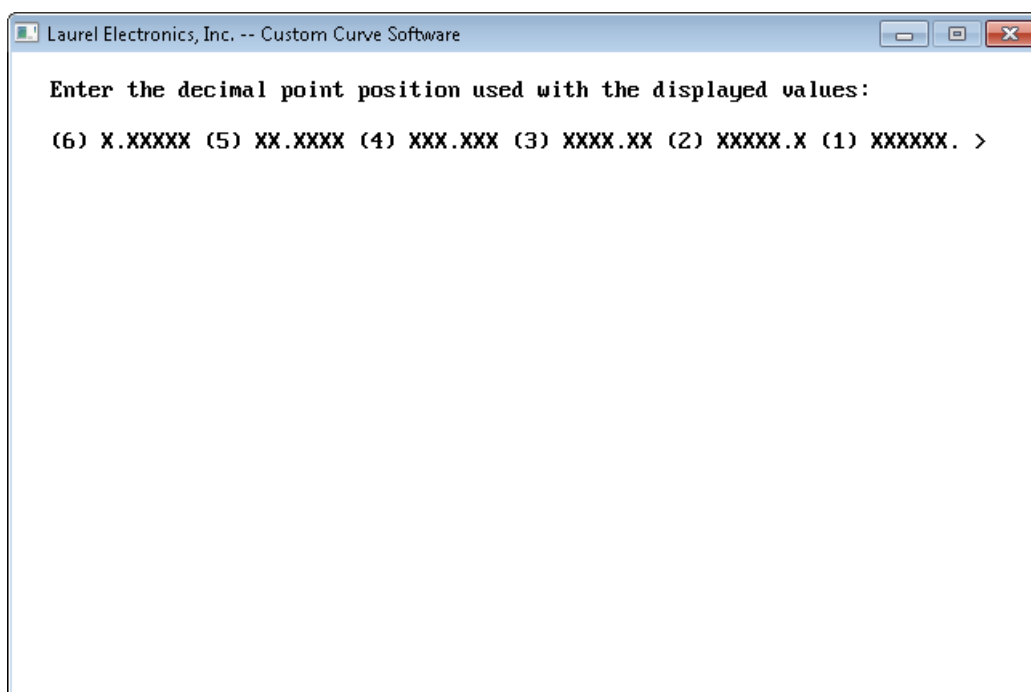 Laurel Electronics, Inc. -- Custom Curve Software
Enter the decimal point position used with the displayed values:
(6) X.XXXXX (5) XX.XXXX (4) XXX.XXX (3) XXXX.XX (2) XXXXX.X (1) XXXXXX. >